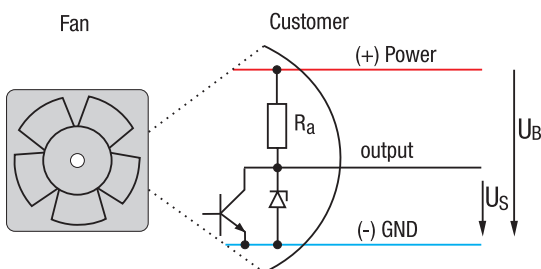 Fan
Customer
(+) Power
Ra
UB
output
US
(-) GND